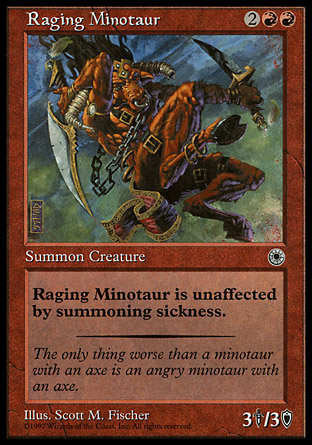 Raging Minotaur 2
Summon Creature
Raging Minotaur is unaffected
by summoning sickness.
The only thing worse than a minotaur
with an axe is an angry minotaur with
an axe.
Illus. Scott M. Fischer
©1997 Wizards of the Coast, Inc. All rights reserved.
3/3